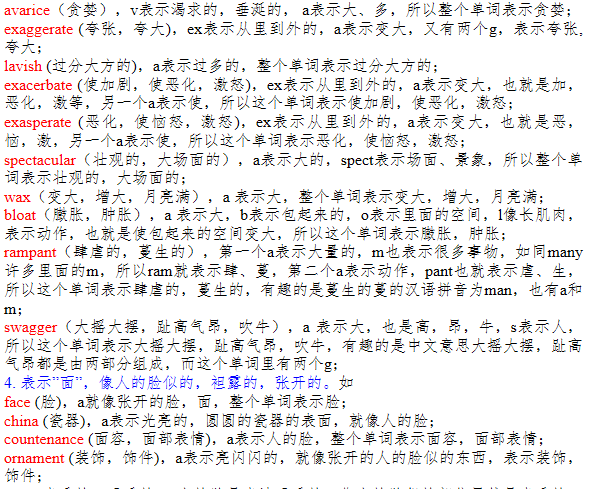 avarice（贪婪），v表示渴求的，垂涎的， a表示大、多，所以整个单词表示贪婪；
exaggerate (夸张，夸大)，ex表示从里到外的，a表示变大，又有两个g，表示夸张，
夸大；
lavish (过分大方的)，a表示过多的，整个单词表示过分大方的；
exacerbate (使加剧，使恶化，激怒)，ex表示从里到外的，a表示变大，也就是加，
恶化，激等，另一个a表示使，所以这个单词表示使加剧，使恶化，激怒；
exasperate (恶化，使恼怒，激怒)，ex表示从里到外的，a表示变大，也就是恶，
恼，激，另一个a表示使，所以这个单词表示恶化，使恼怒，激怒；
spectacular（壮观的，大场面的），a表示大的，spect表示场面、景象，所以整个单
词表示壮观的，大场面的；
wax（变大，增大，月亮满），a 表示大，整个单词表示变大，增大，月亮满；
bloat（臌胀，肿胀），a 表示大，b表示包起来的，o表示里面的空间，l像长肌肉，
表示动作，也就是使包起来的空间变大，所以这个单词表示臌胀，肿胀；
rampant（肆虐的，蔓生的），第一个a表示大量的，m也表示很多事物，如同many
许多里面的m，所以ram就表示肆、蔓，第二个a表示动作，pant也就表示虐、生，
所以这个单词表示肆虐的，蔓生的，有趣的是蔓生的蔓的汉语拼音为man，也有a和
m；
swagger（大摇大摆，趾高气昂，吹牛），a 表示大，也是高，昂，牛，s表示人，
所以这个单词表示大摇大摆，趾高气昂，吹牛，有趣的是中文意思大摇大摆，趾高
气昂都是由两部分组成，而这个单词里有两个g；
4. 表示”面”，像人的脸似的，袒露的，张开的。如
face (脸)，a就像张开的脸，面，整个单词表示脸；
china (瓷器)，a表示光亮的，圆圆的瓷器的表面，就像人的脸；
countenance (面容，面部表情)，a表示人的脸，整个单词表示面容，面部表情；
ornament (装饰，饰件)，a表示亮闪闪的，就像张开的人的脸似的东西，表示装饰，
饰件；